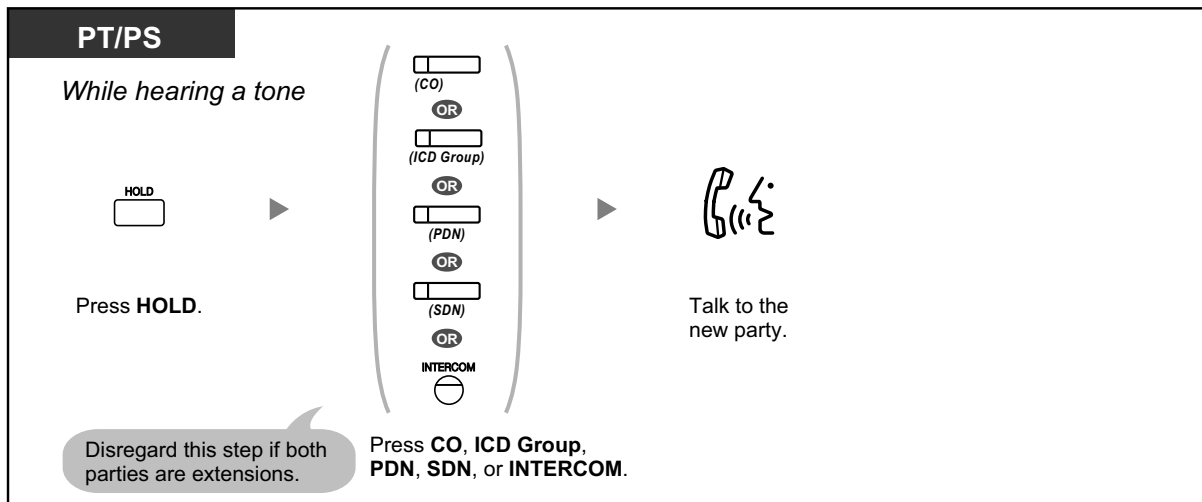 PT/PS
While hearing a tone
HOLD
Press HOLD.
(CO)
OR
(ICD Group)
OR
(PDN)
OR
(SDN)
OR
INTERCOM
Disregard this step if both
parties are extensions.
Press CO, ICD Group,
PDN, SDN, or INTERCOM.
Talk to the
new party.